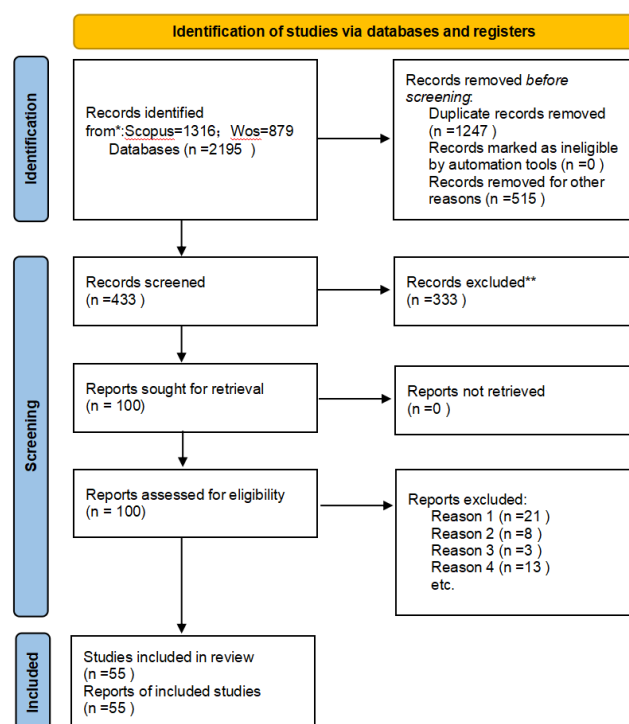 Identification of studies via databases and registers
Identification
Records identified
from*:Scopus=1316；Wos=879
Databases (n =2195 )
Records removed before
screening:
Duplicate records removed
(n =1247 )
Records marked as ineligible
by automation tools (n =0 )
Records removed for other
reasons (n =515 )
Screening
Records screened
(n =433 )
Records excluded**
(n =333 )
Reports sought for retrieval
(n = 100)
Reports not retrieved
(n =0 )
Reports assessed for eligibility
(n = 100)
Reports excluded:
Reason 1 (n =21 )
Reason 2 (n =8 )
Reason 3 (n =3 )
Reason 4 (n =13 )
etc.
Included
Studies included in review
(n =55 )
Reports of included studies
(n =55 )